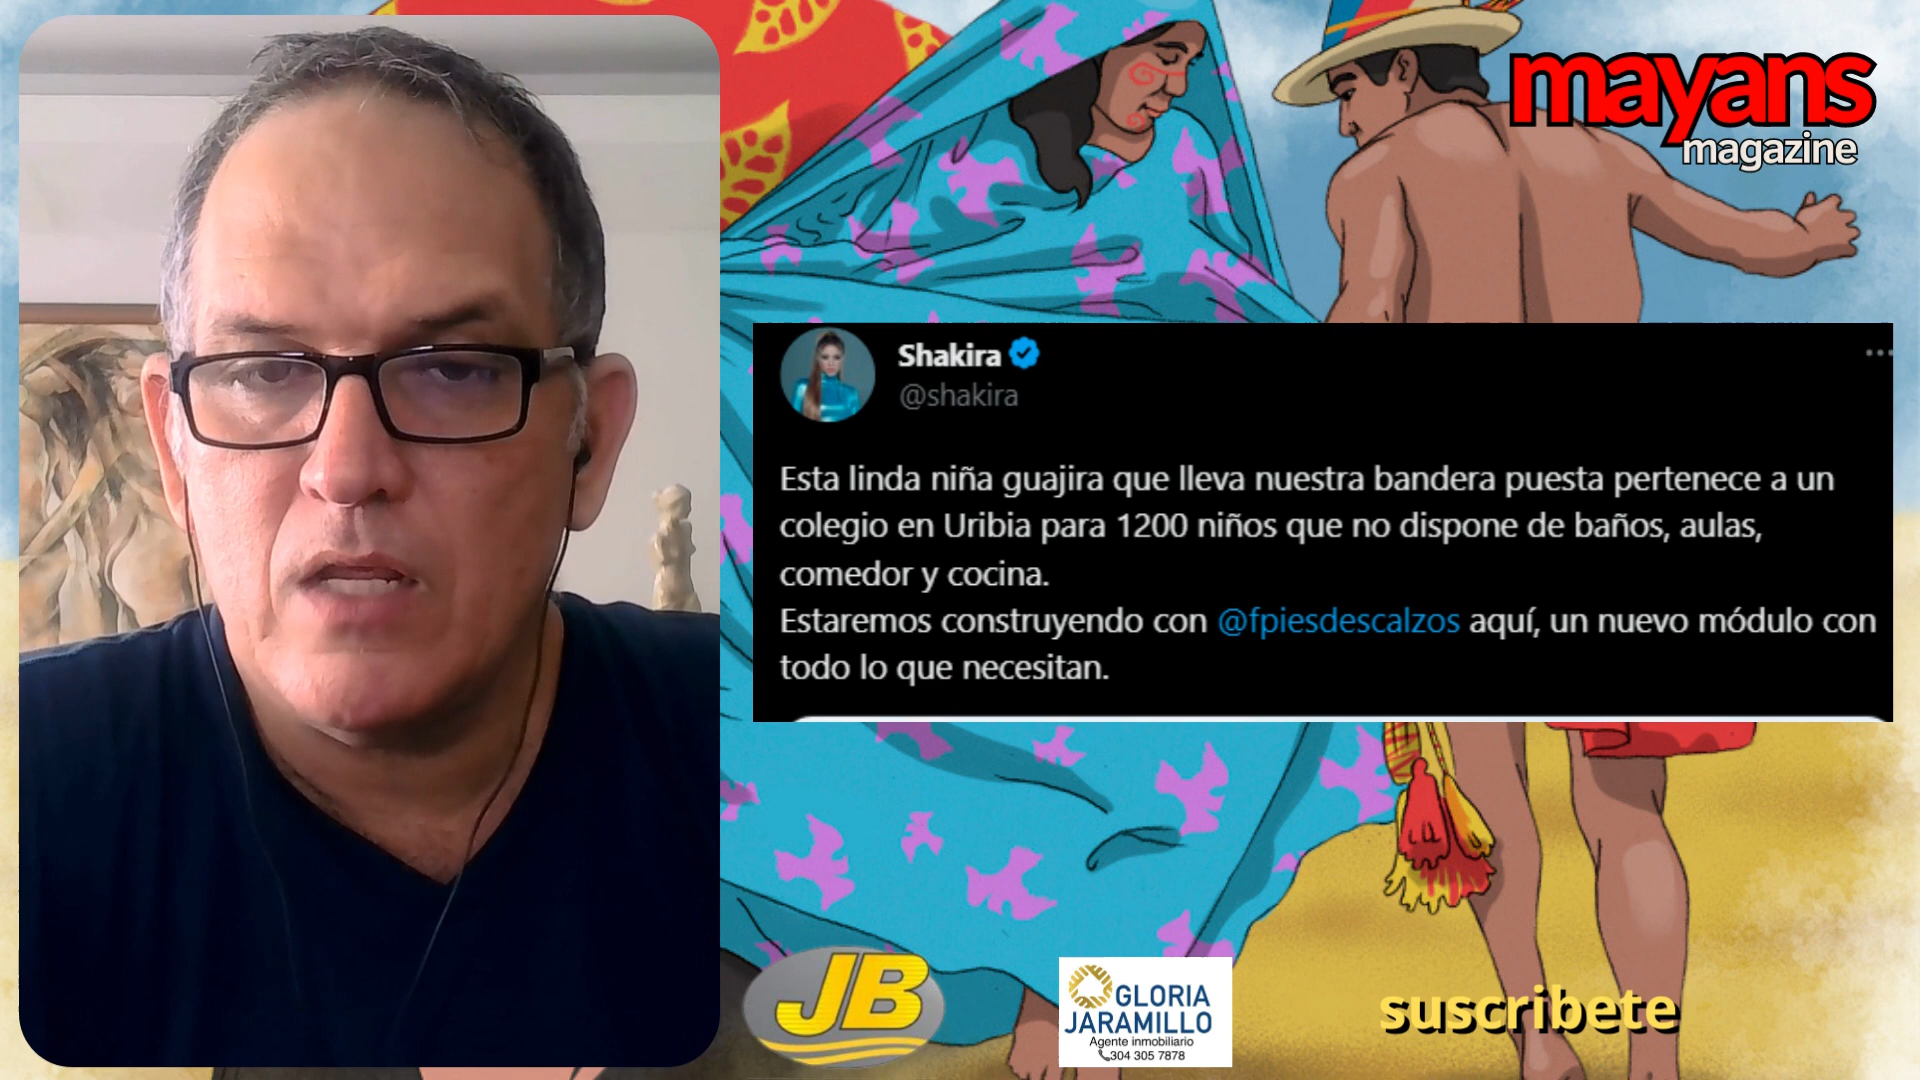 mayans
magazine
Shakira
@shakira
Esta linda niña guajira que lleva nuestra bandera puesta pertenece a un
colegio en Uribia para 1200 niños que no dispone de baños, aulas,
comedor y cocina.
Estaremos construyendo con @fpiesdescalzos aquí, un nuevo módulo con
todo lo que necesitan.
JB
GLORIA
JARAMILLO
Agente inmobiliario
304 305 7878
suscribete